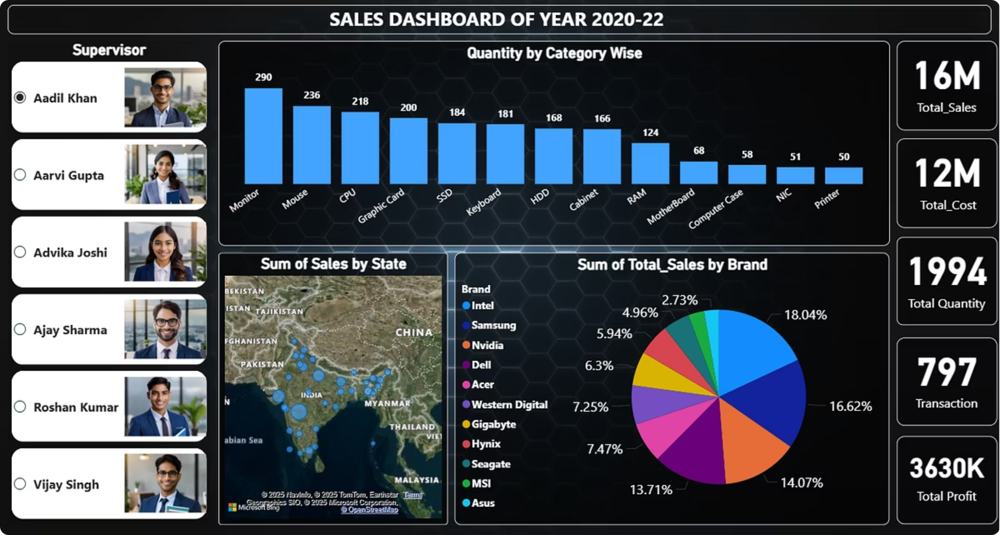 SALES DASHBOARD OF YEAR 2020-22
Supervisor
Aadil Khan
Aarvi Gupta
Advika Joshi
Ajay Sharma
Roshan Kumar
Vijay Singh
Quantity by Category Wise
290
236
218
200
184
181
168
166
124
68
58
51
50
Monitor
Mouse
CPU
Graphic Card
SSD
Keyboard
HDD
Cabinet
RAM
MotherBoard
Computer Case
NIC
Printer
Sum of Sales by State
BEKISTAN
ISTAN
TAJIKISTAN
CHINA
FGHANISTAN
PAKISTAN
INDIA
N
MYANMAR
THAILAND
VIET
abian Sea
MALAYSIA
© 2025 NavInfo, © 2025 TomTom, Earthstar Terms
Geographics SIO, © 2025 Microsoft Corporation,
Microsoft Bing
© OpenStreetMap
Sum of Total_Sales by Brand
Brand
Intel
Samsung
Nvidia
Dell
Acer
Western Digital
Gigabyte
Hynix
Seagate
MSI
Asus
2.73%
4.96%
5.94%
6.3%
7.25%
7.47%
13.71%
14.07%
16.62%
18.04%
16M
Total_Sales
12M
Total_Cost
1994
Total Quantity
797
Transaction
3630K
Total Profit